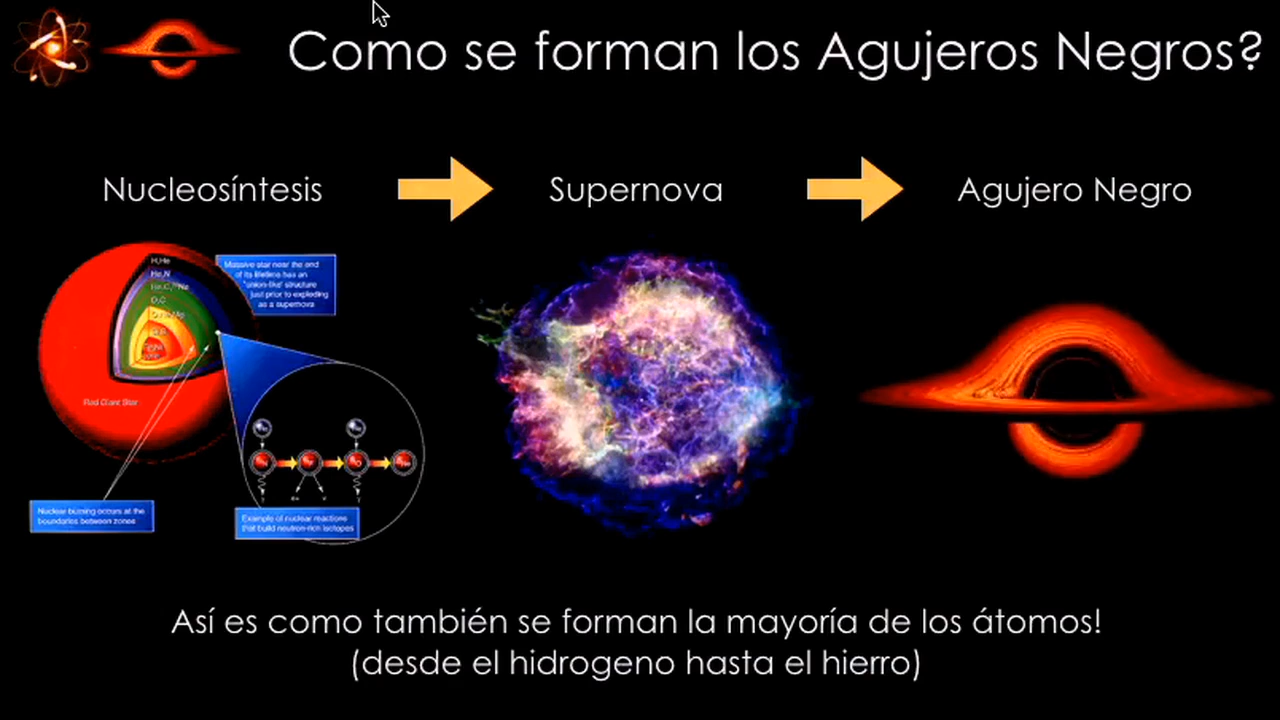 Como se forman los Agujeros Negros?
Nucleosíntesis
Supernova
Agujero Negro
H,He
He,N
O,C
Massive star near the end
of its lifetime has an
"onion-like" structure
just prior to exploding
as a supernova
Red Giant Star
Nuclear burning occurs at the
boundaries between zones
Example of nuclear reactions
that build neutron-rich isotopes
Así es como también se forman la mayoría de los átomos!
(desde el hidrogeno hasta el hierro)